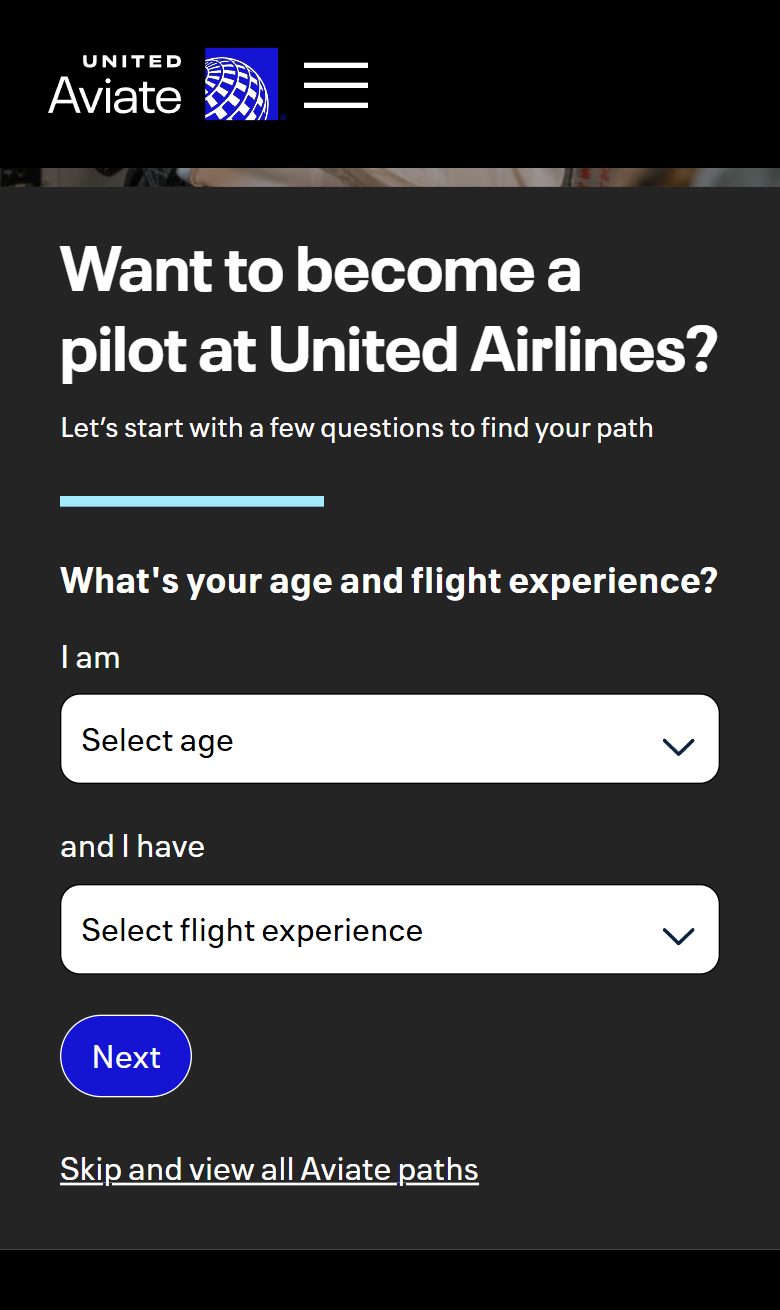 UNITED
Aviate
Want to become a
pilot at United Airlines?
Let’s start with a few questions to find your path
What's your age and flight experience?
I am
Select age
and I have
Select flight experience
Next
Skip and view all Aviate paths